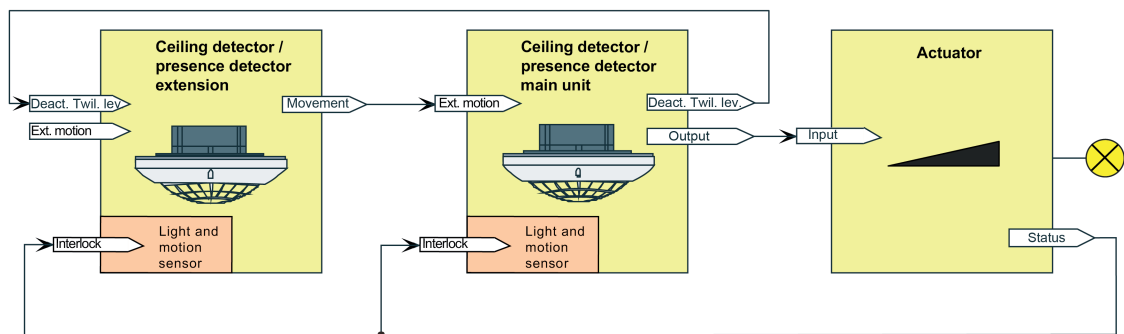 Ceiling detector /
presence detector
extension
Deact. Twil. lev.
Ext. motion
Movement
Interlock
Light and
motion
sensor
Ceiling detector /
presence detector
main unit
Ext. motion
Deact. Twil. lev.
Output
Interlock
Light and
motion
sensor
Actuator
Input
Status